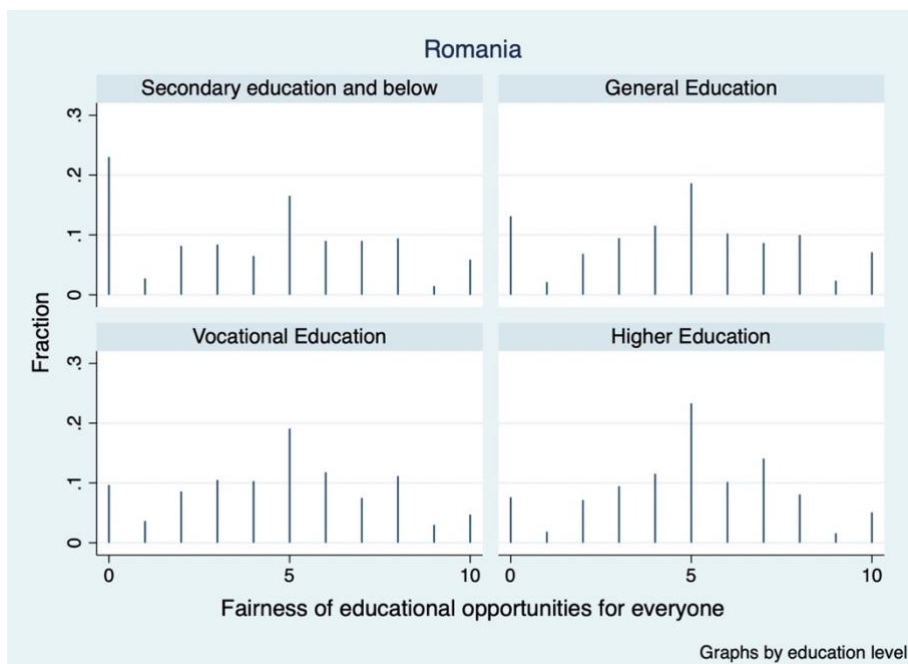 Romania
Secondary education and below
General Education
.3
.2
.1
0
Vocational Education
Higher Education
.3
.2
.1
0
Fraction
0 5 10 0 5 10
Fairness of educational opportunities for everyone
Graphs by education level